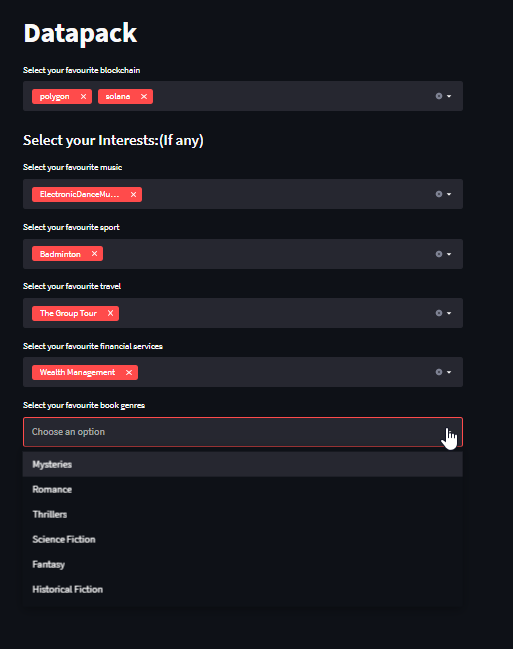 Datapack
Select your favourite blockchain
polygon × solana ×
Select your Interests:(If any)
Select your favourite music
ElectronicDanceMu... ×
Select your favourite sport
Badminton ×
Select your favourite travel
The Group Tour ×
Select your favourite financial services
Wealth Management ×
Select your favourite book genres
Choose an option
Mysteries
Romance
Thrillers
Science Fiction
Fantasy
Historical Fiction